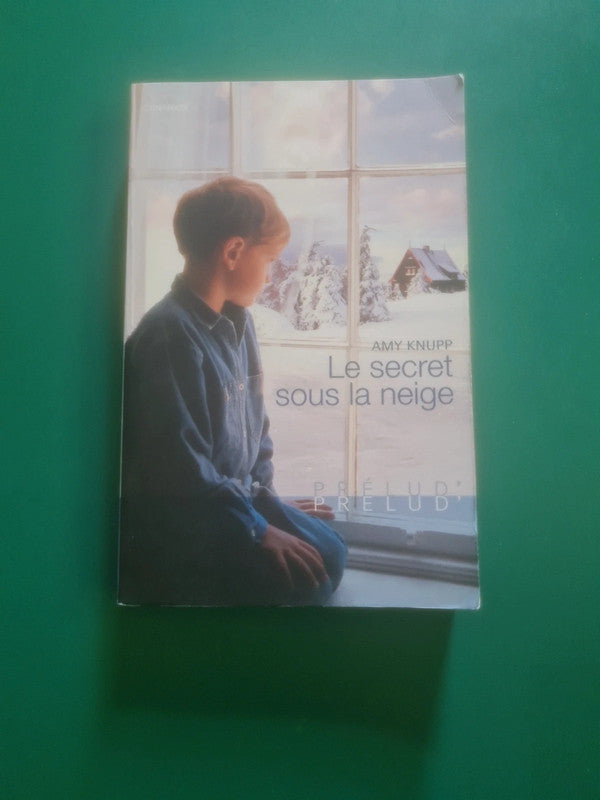 AMY KNUPP
Le secret
sous la neige
PRÉLUD'
PRÉLUD'